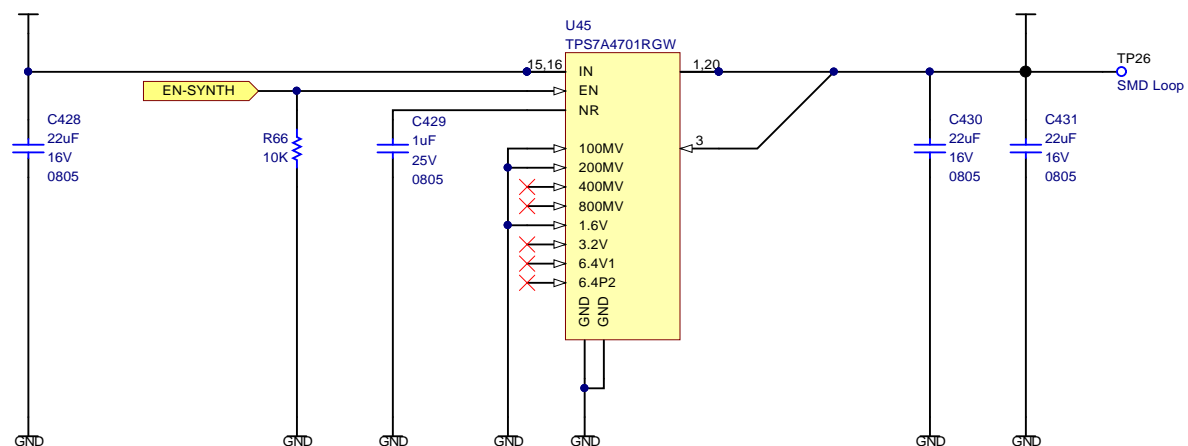 U45
TPS7A4701RGW
15,16
IN
1,20
EN-SYNTH
EN
NR
TP26
SMD Loop
C428
22uF
16V
0805
R66
10K
C429
1uF
25V
0805
100MV
3
200MV
400MV
800MV
1.6V
3.2V
6.4V1
6.4P2
GND
GND
C430
22uF
16V
0805
C431
22uF
16V
0805
GND
GND
GND
GND
GND
GND
GND